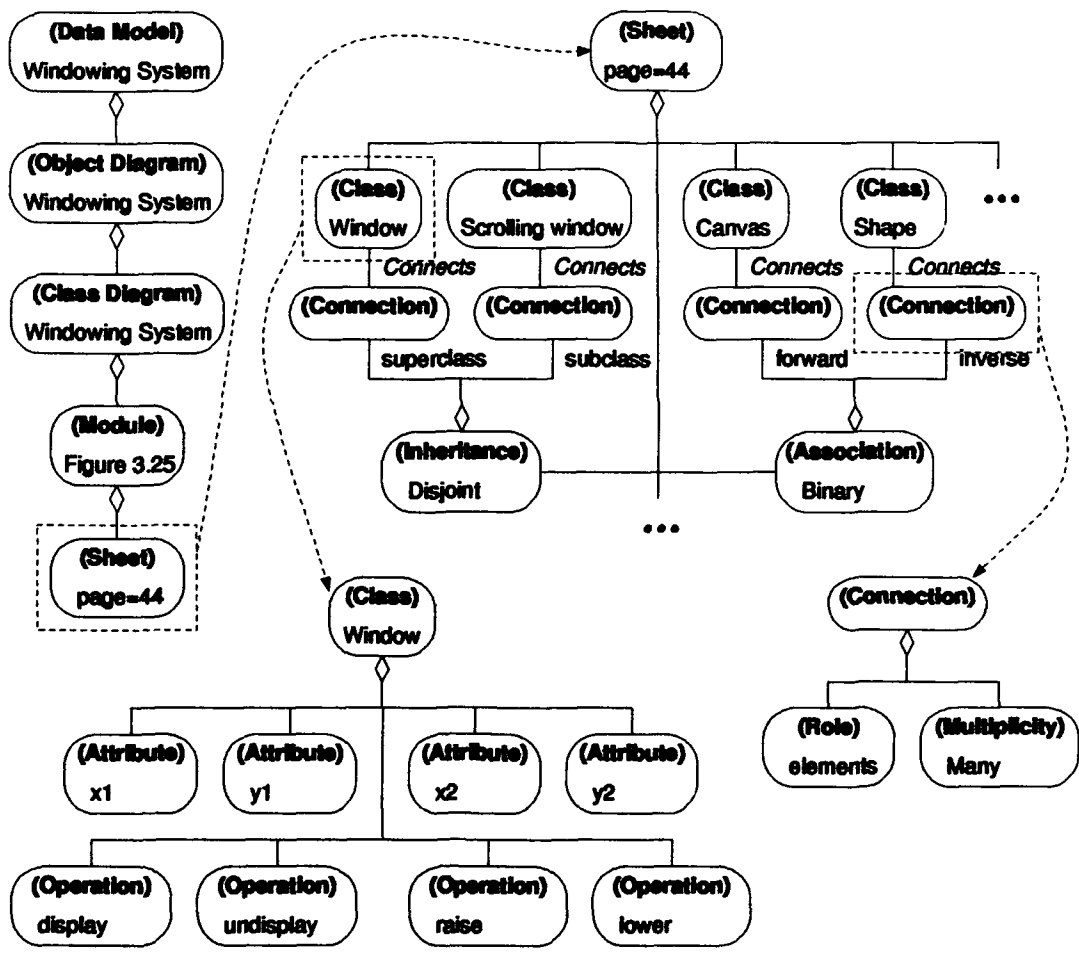 (Data Model)
Windowing System
(Object Diagram)
Windowing System
(Class Diagram)
Windowing System
(Module)
Figure 3.25
(Sheet)
page=44
(Sheet)
page=44
(Class)
Window
(Class)
Scrolling window
(Class)
Canvas
(Class)
Shape
...
Connects
Connects
Connects
Connects
(Connection)
(Connection)
(Connection)
(Connection)
superclass
subclass
forward
inverse
(Inheritance)
Disjoint
(Association)
Binary
...
(Class)
Window
(Connection)
(Role)
elements
(Multiplicity)
Many
(Attribute)
x1
(Attribute)
y1
(Attribute)
x2
(Attribute)
y2
(Operation)
display
(Operation)
undisplay
(Operation)
raise
(Operation)
lower